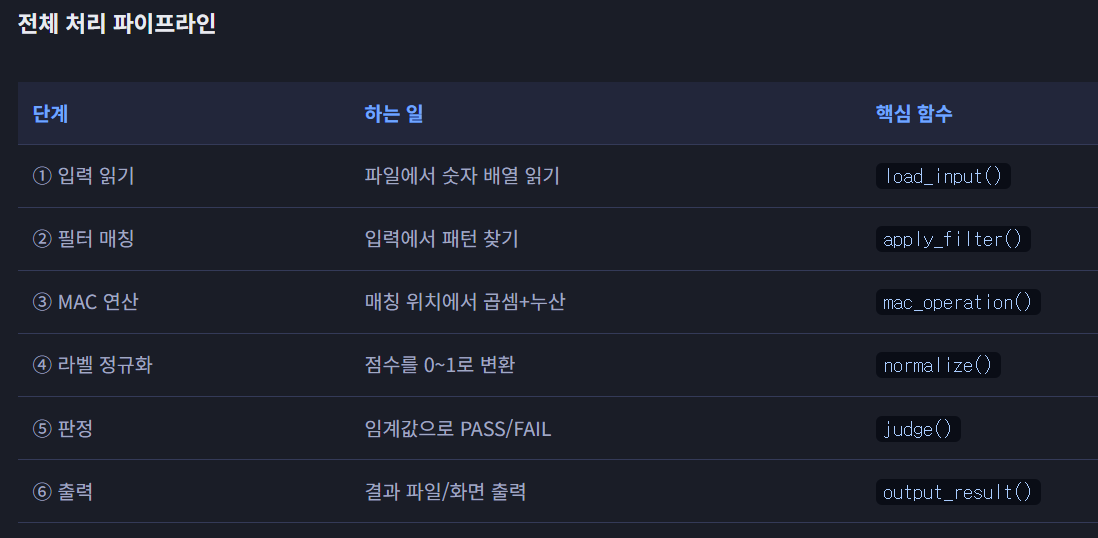 전체 처리 파이프라인
단계 하는 일 핵심 함수
① 입력 읽기 파일에서 숫자 배열 읽기 load_input()
② 필터 매칭 입력에서 패턴 찾기 apply_filter()
③ MAC 연산 매칭 위치에서 곱셈+누산 mac_operation()
④ 라벨 정규화 점수를 0~1로 변환 normalize()
⑤ 판정 임계값으로 PASS/FAIL judge()
⑥ 출력 결과 파일/화면 출력 output_result()